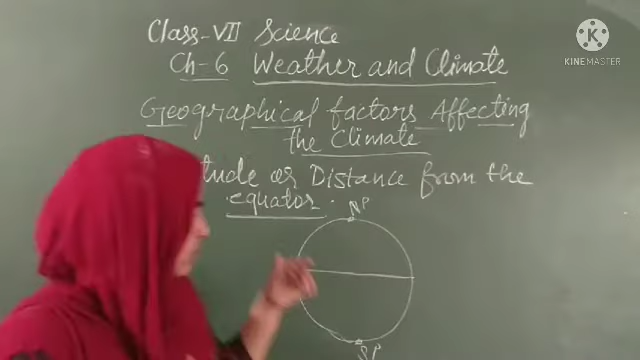 Class-VII Science
Ch-6 Weather and Climate
Geographical factors Affecting
the Climate
tude or Distance from the
equator.
NP
SP
K
KINEMASTER